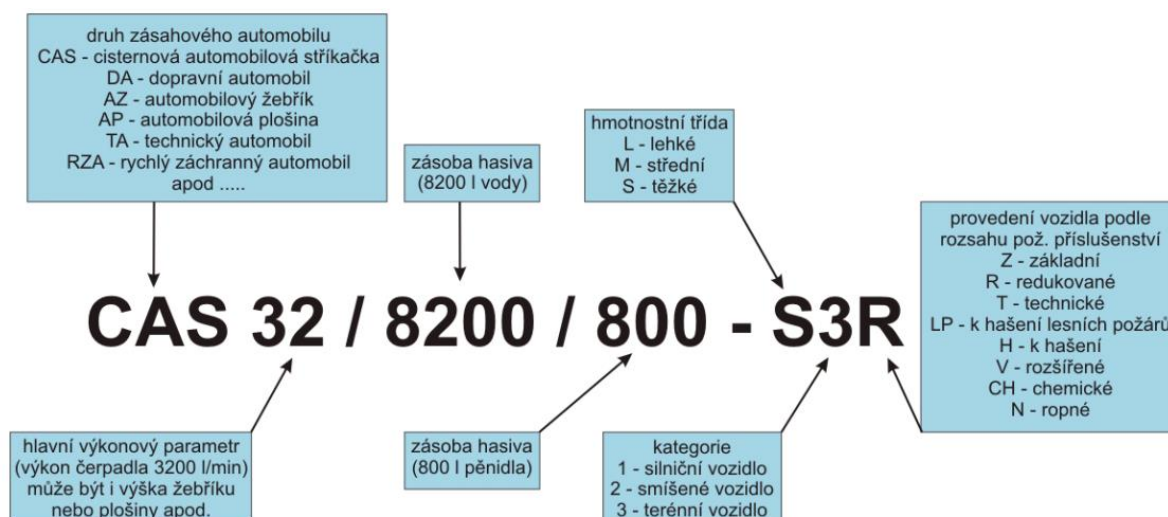 druh zásahového automobilu
CAS - cisternová automobilová stříkačka
DA - dopravní automobil
AZ - automobilový žebřík
AP - automobilová plošina
TA - technický automobil
RZA - rychlý záchranný automobil
apod .....
zásoba hasiva
(8200 l vody)
hmotnostní třída
L - lehké
M - střední
S - těžké
provedení vozidla podle
rozsahu pož. příslušenství
Z - základní
R - redukované
T - technické
LP - k hašení lesních požárů
H - k hašení
V - rozšířené
CH - chemické
N - ropné
CAS 32 / 8200 / 800 - S3R
hlavní výkonový parametr
(výkon čerpadla 3200 l/min)
může být i výška žebříku
nebo plošiny apod.
zásoba hasiva
(800 l pěnidla)
kategorie
1 - silniční vozidlo
2 - smíšené vozidlo
3 - terénní vozidlo